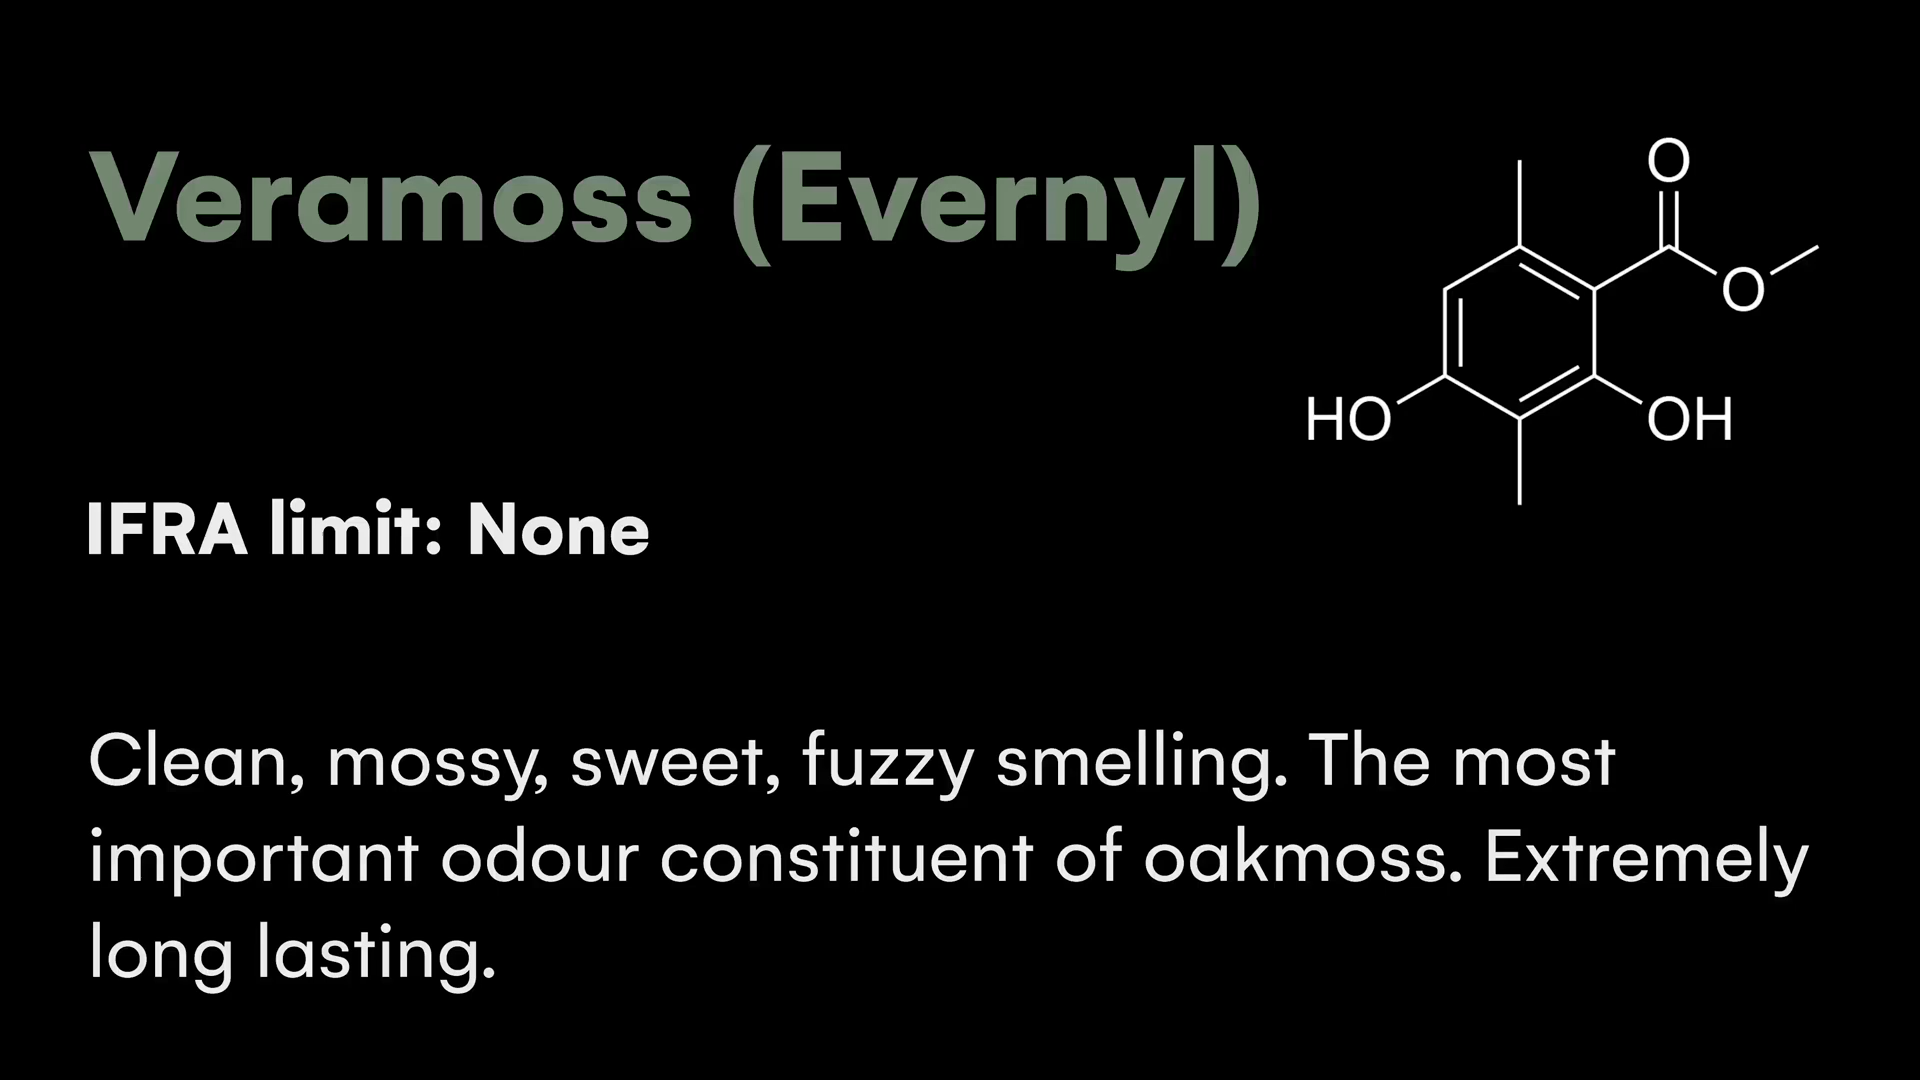 Veramoss (Evernyl)
O
O
HO
OH
IFRA limit: None
Clean, mossy, sweet, fuzzy smelling. The most
important odour constituent of oakmoss. Extremely
long lasting.